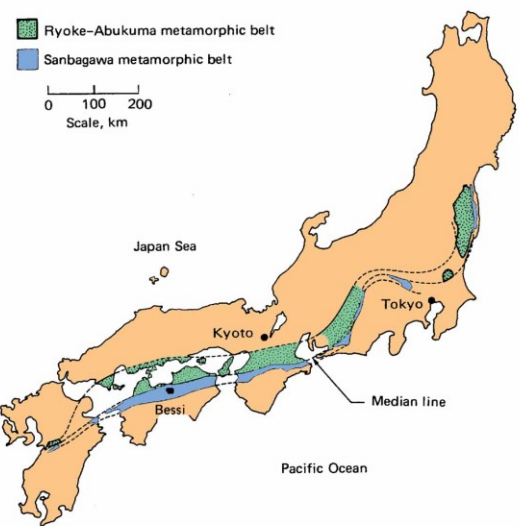 Ryoke–Abukuma metamorphic belt
Sanbagawa metamorphic belt
0 100 200
Scale, km
Japan Sea
Tokyo
Kyoto
Median line
Bessi
Pacific Ocean